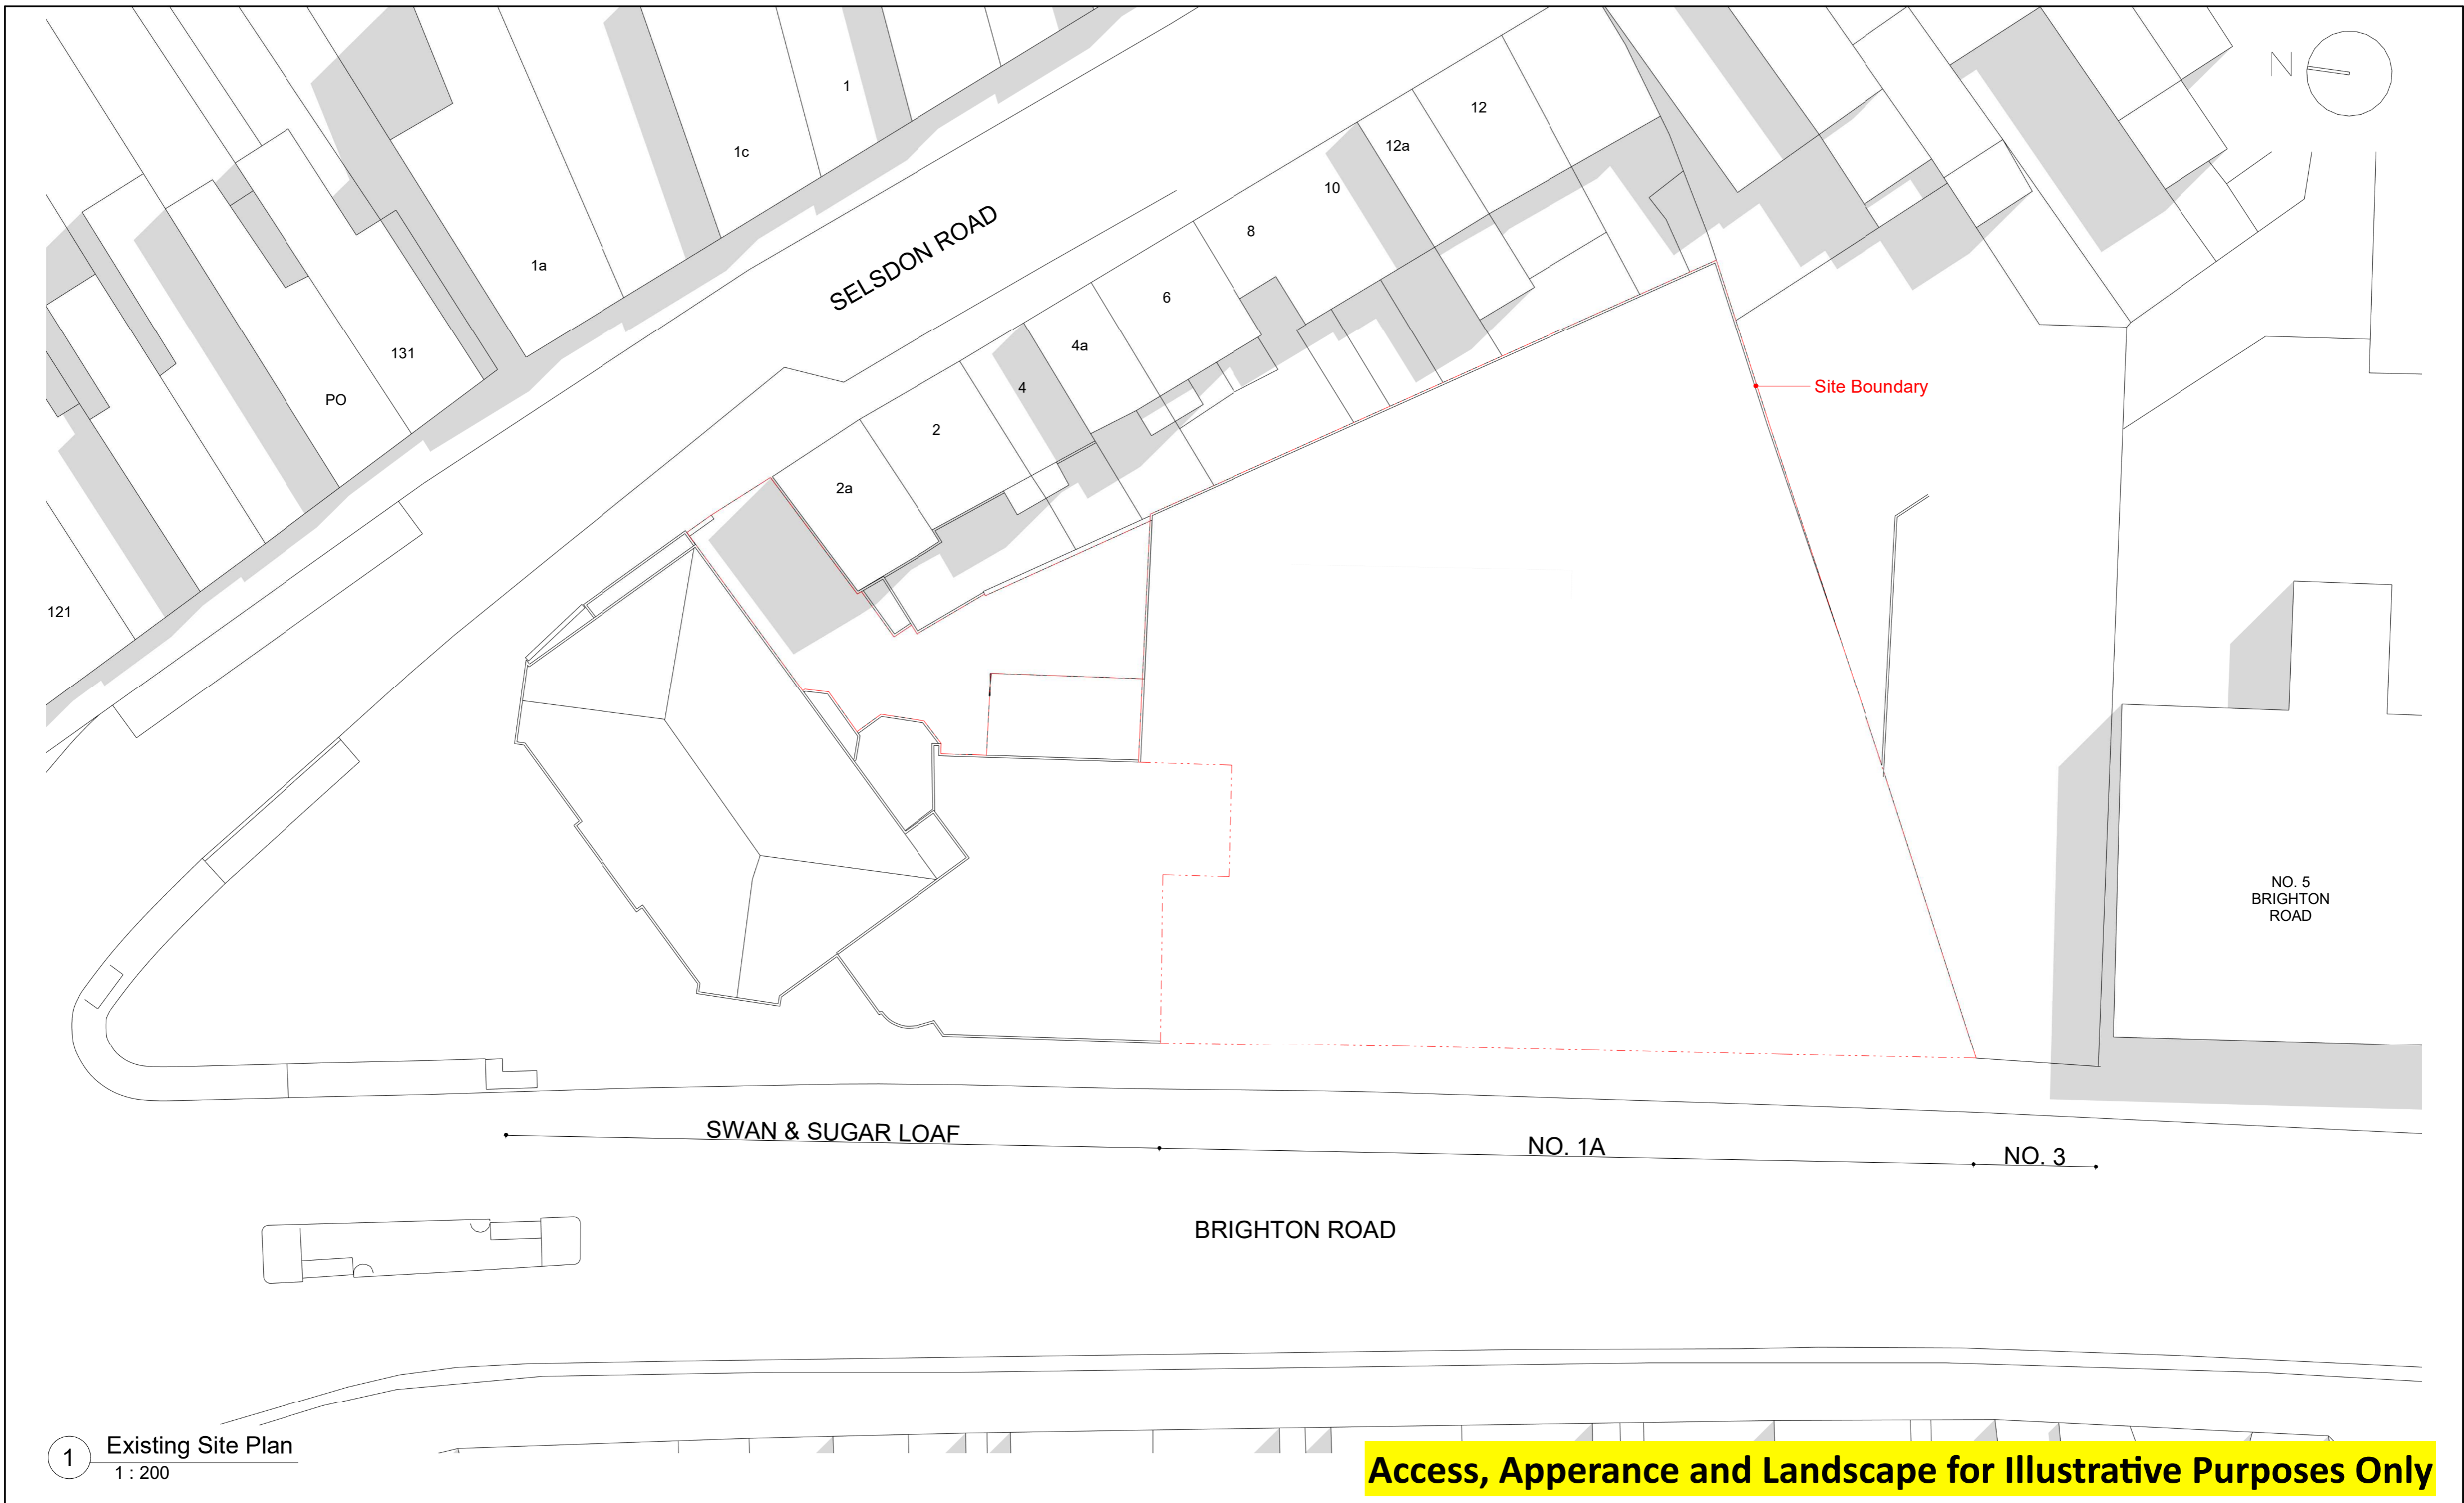 N
1
12
12a
1c
10
8
SELSDON ROAD
1a
6
4a
131
Site Boundary
4
PO
2
2a
121
NO. 5
BRIGHTON
ROAD
SWAN & SUGAR LOAF
NO. 1A
NO. 3
BRIGHTON ROAD
1
Existing Site Plan
1 : 200
Access, Apperance and Landscape for Illustrative Purposes Only